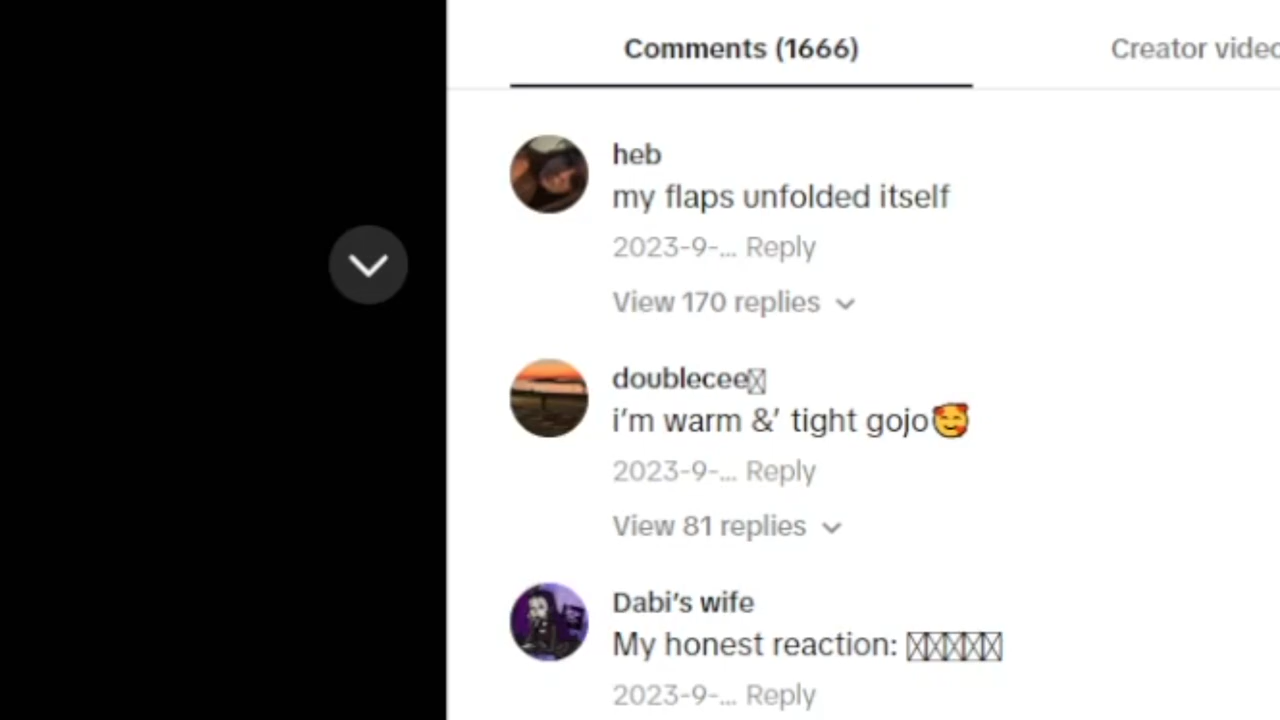 Comments (1666)
Creator video
heb
my flaps unfolded itself
2023-9-... Reply
View 170 replies
doublecee
i’m warm &’ tight gojo🥰
2023-9-... Reply
View 81 replies
Dabi’s wife
My honest reaction:
2023-9-... Reply